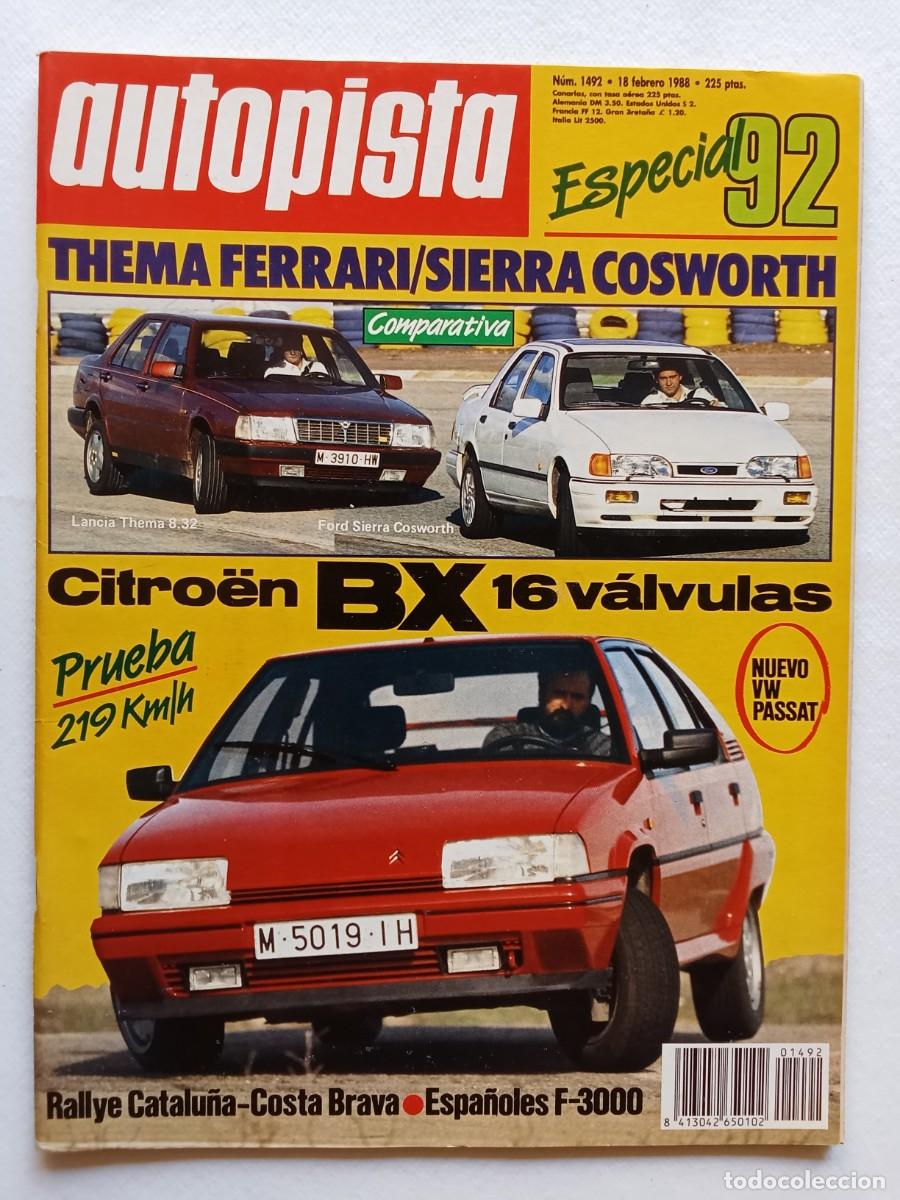 autopista
Núm. 1492 • 18 febrero 1988 • 225 ptas.
Canarias, con tasa aérea 225 ptas.
Alemania DM 3.50. Estados Unidos $ 2.
Francia FF 12. Gran Bretaña £ 1.20.
Italia Lit 2500.
Especial 92
THEMA FERRARI/SIERRA COSWORTH
Comparativa
M·3910·HW
Lancia Thema 8.32
Ford Sierra Cosworth
Citroën BX 16 válvulas
Prueba
219 Km/h
NUEVO
VW
PASSAT
M·5019·IH
Rallye Cataluña-Costa Brava ● Españoles F-3000
01492
8 413042 650102
todocoleccion